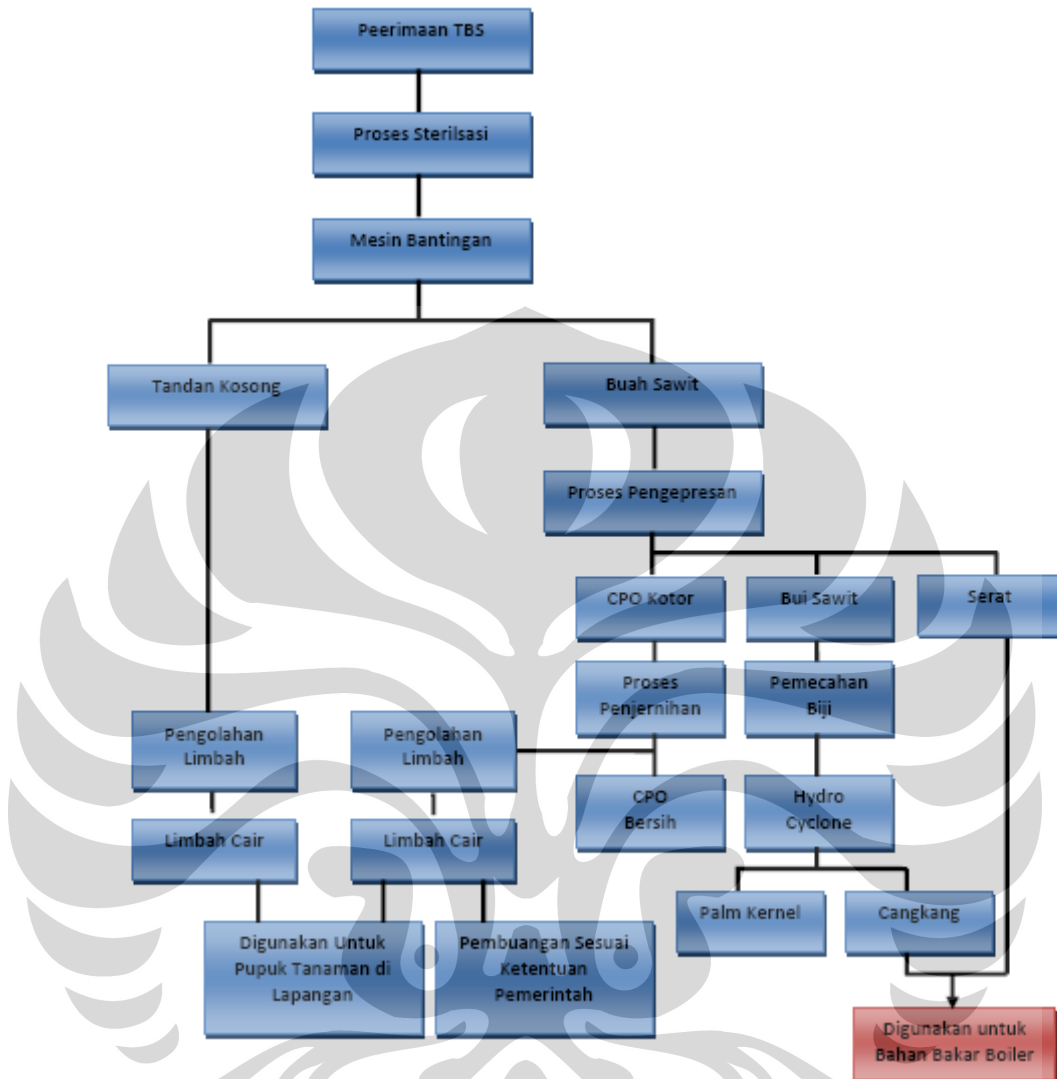 Peerimaan TBS
Proses Sterilsasi
Mesin Bantingan
Tandan Kosong
Buah Sawit
Proses Pengepresan
CPO Kotor
Bui Sawit
Serat
Proses
Penjernihan
Pemecahan
Biji
Pengolahan
Limbah
Pengolahan
Limbah
CPO
Bersih
Hydro
Cyclone
Limbah Cair
Limbah Cair
Palm Kernel
Cangkang
Digunakan Untuk
Pupuk Tanaman di
Lapangan
Pembuangan Sesuai
Ketentuan
Pemerintah
Digunakan untuk
Bahan Bakar Boiler